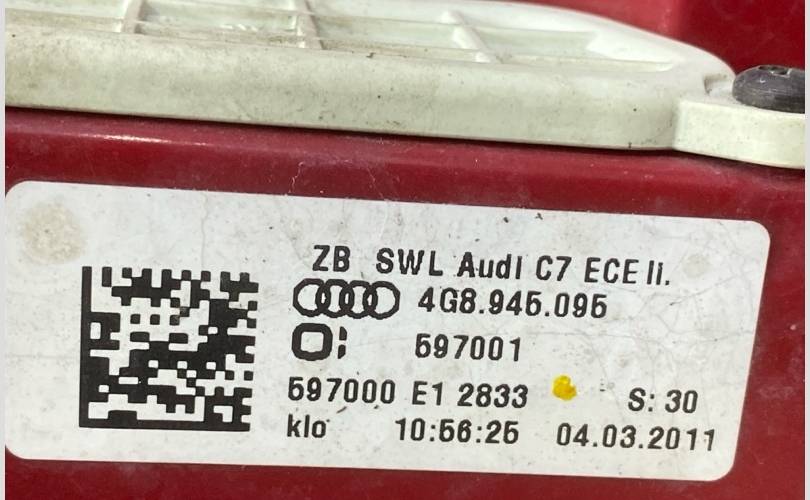 ZB SWL Audi C7 ECE li.
4G8.945.095
597001
597000 E1 2833 S: 30
klo 10:56:25 04.03.2011